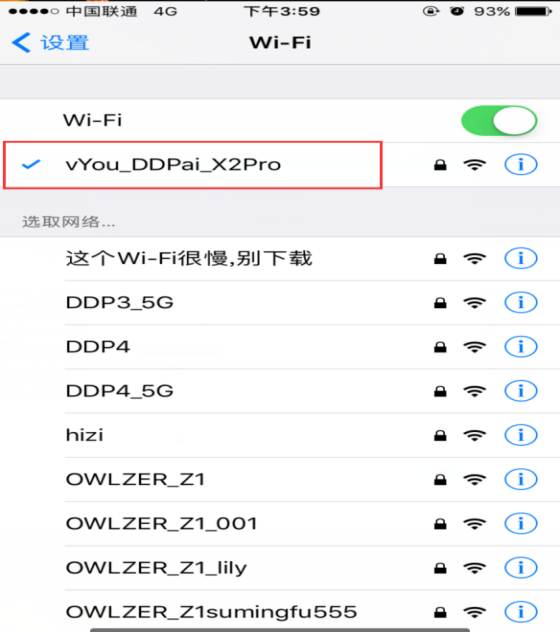 中国联通 4G 下午3:59 93%
设置 Wi-Fi
Wi-Fi
vYou_DDPai_X2Pro
选取网络...
这个Wi-Fi很慢,别下载
DDP3_5G
DDP4
DDP4_5G
hizi
OWLZER_Z1
OWLZER_Z1_001
OWLZER_Z1_lily
OWLZER_Z1sumingfu555